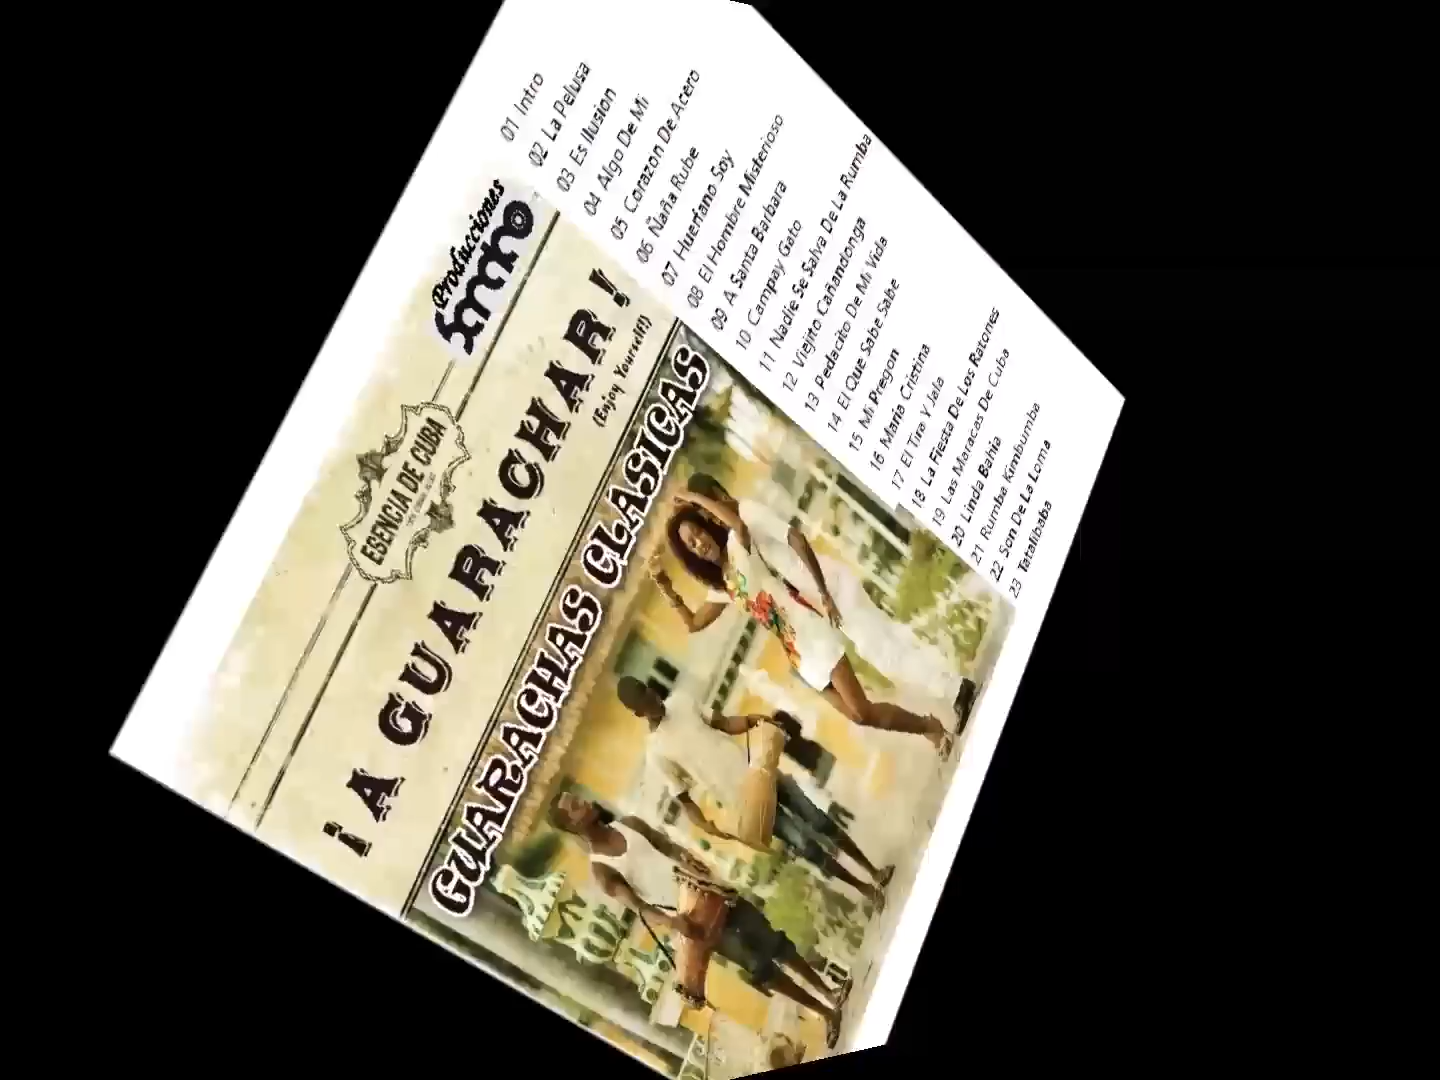 Producciones
ESENCIA DE CUBA
¡A GUARACHAR!
(Enjoy Yourself!)
GUARACHAS CLASICAS
01 Intro
02 La Pelusa
03 Es Ilusion
04 Algo De Mi
05 Corazon De Acero
06 Ñaña Rube
07 Huerfano Soy
08 El Hombre Misterioso
09 A Santa Barbara
10 Campay Gato
11 Nadie Se Salva De La Rumba
12 Viejito Cañandonga
13 Pedacito De Mi Vida
14 El Que Sabe Sabe
15 Mi Pregon
16 Maria Cristina
17 El Tira Y Jala
18 La Fiesta De Los Ratones
19 Las Maracas De Cuba
20 Linda Bahia
21 Rumba Kimbumba
22 Son De La Loma
23 Tatalibaba